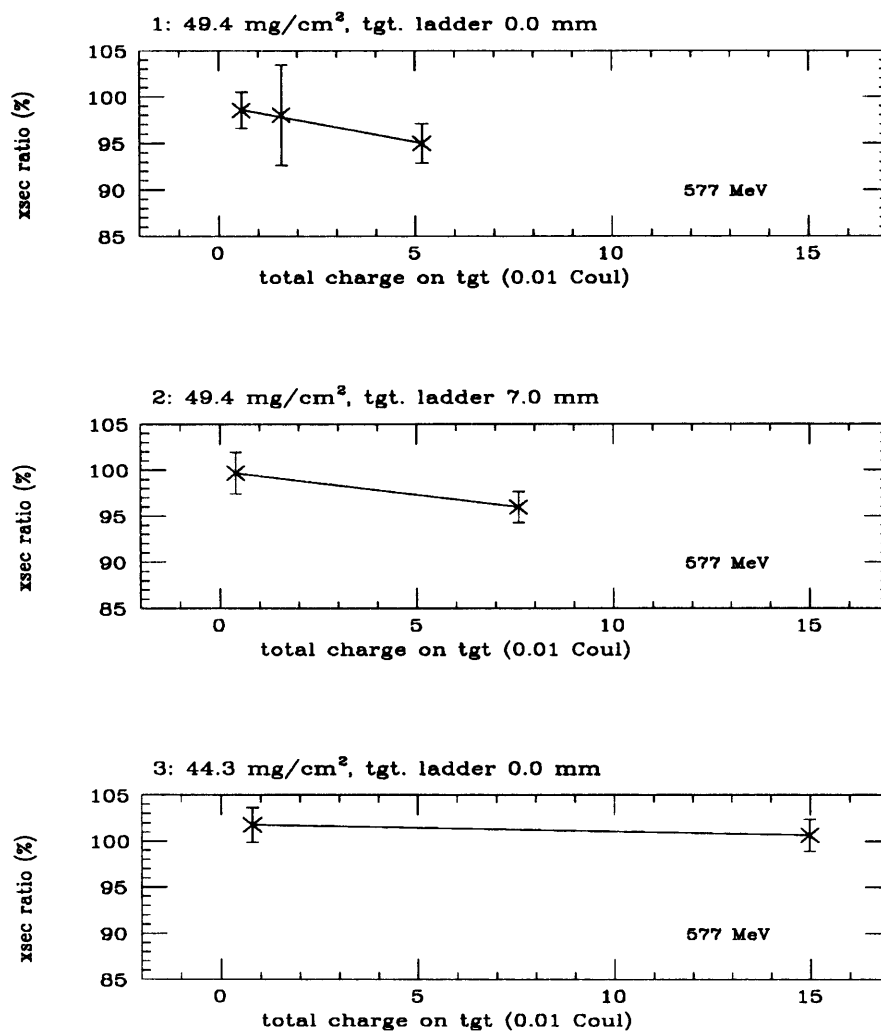 1: 49.4 mg/cm², tgt. ladder 0.0 mm
105
100
95
90
85
xsec ratio (%)
577 MeV
0 5 10 15
total charge on tgt (0.01 Coul)
2: 49.4 mg/cm², tgt. ladder 7.0 mm
105
100
95
90
85
xsec ratio (%)
577 MeV
0 5 10 15
total charge on tgt (0.01 Coul)
3: 44.3 mg/cm², tgt. ladder 0.0 mm
105
100
95
90
85
xsec ratio (%)
577 MeV
0 5 10 15
total charge on tgt (0.01 Coul)